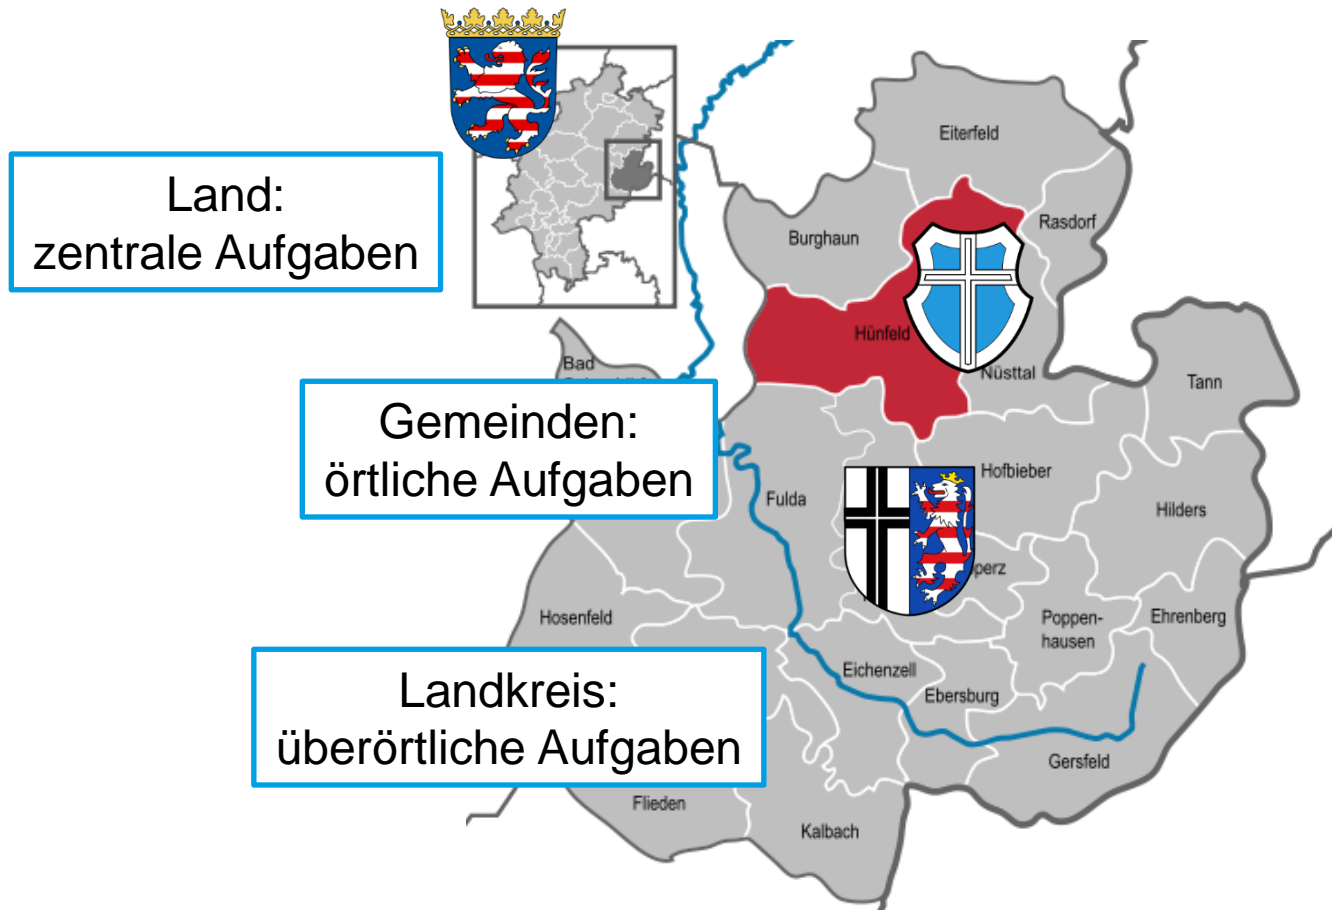 Land:
zentrale Aufgaben
Eiterfeld
Rasdorf
Burghaun
Hünfeld
Nüsttal
Tann
Bad
Gemeinden:
örtliche Aufgaben
Hofbieber
Fulda
Hilders
perz
Hosenfeld
Poppen-
hausen
Ehrenberg
Landkreis:
überörtliche Aufgaben
Eichenzell
Ebersburg
Gersfeld
Flieden
Kalbach